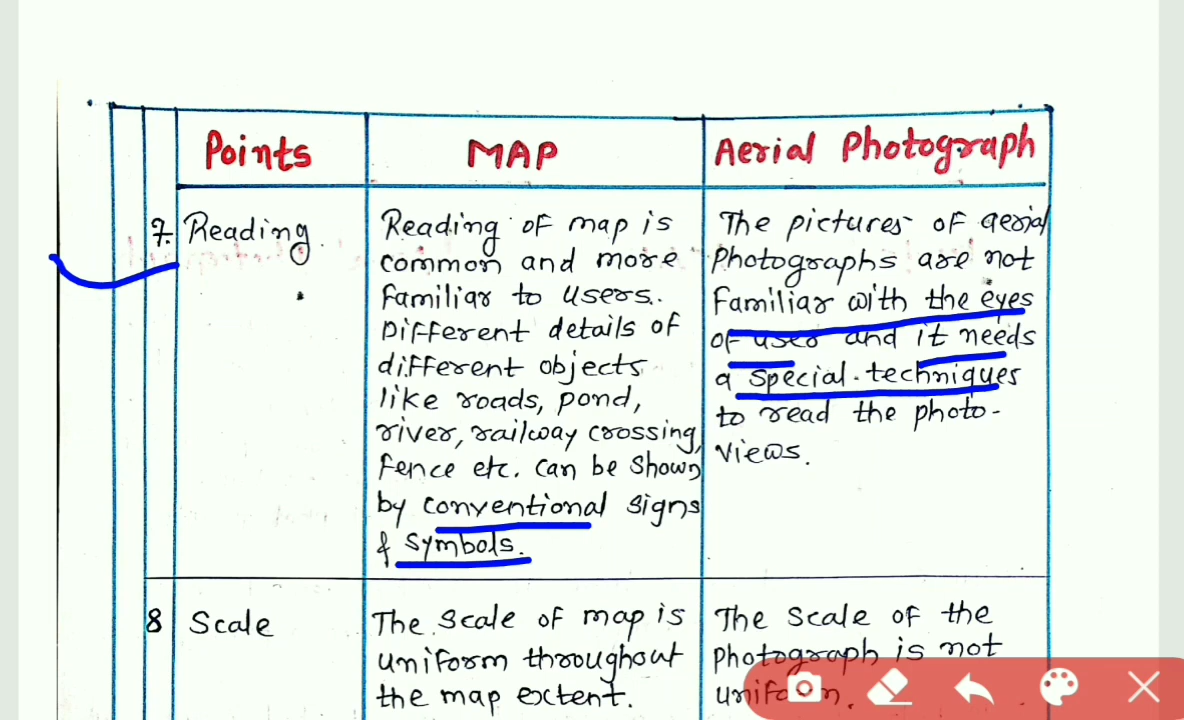 Points MAP Aerial Photograph
7. Reading
Reading of map is
common and more
familiar to users.
Different details of
different objects
like roads, pond,
river, railway crossing,
fence etc. can be shown
by conventional signs
& symbols.
The pictures of aerial
photographs are not
familiar with the eyes
of user and it needs
a special techniques
to read the photo-
views.
8 Scale
The scale of map is
uniform throughout
the map extent.
The scale of the
photograph is not
uniform.